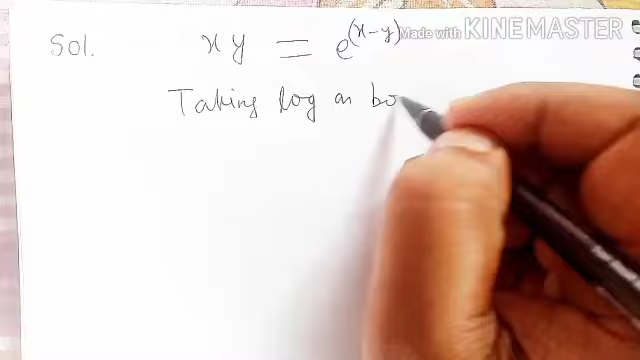 Sol. xy = e^(x-y)
Made with KINEMASTER
Taking log on bo